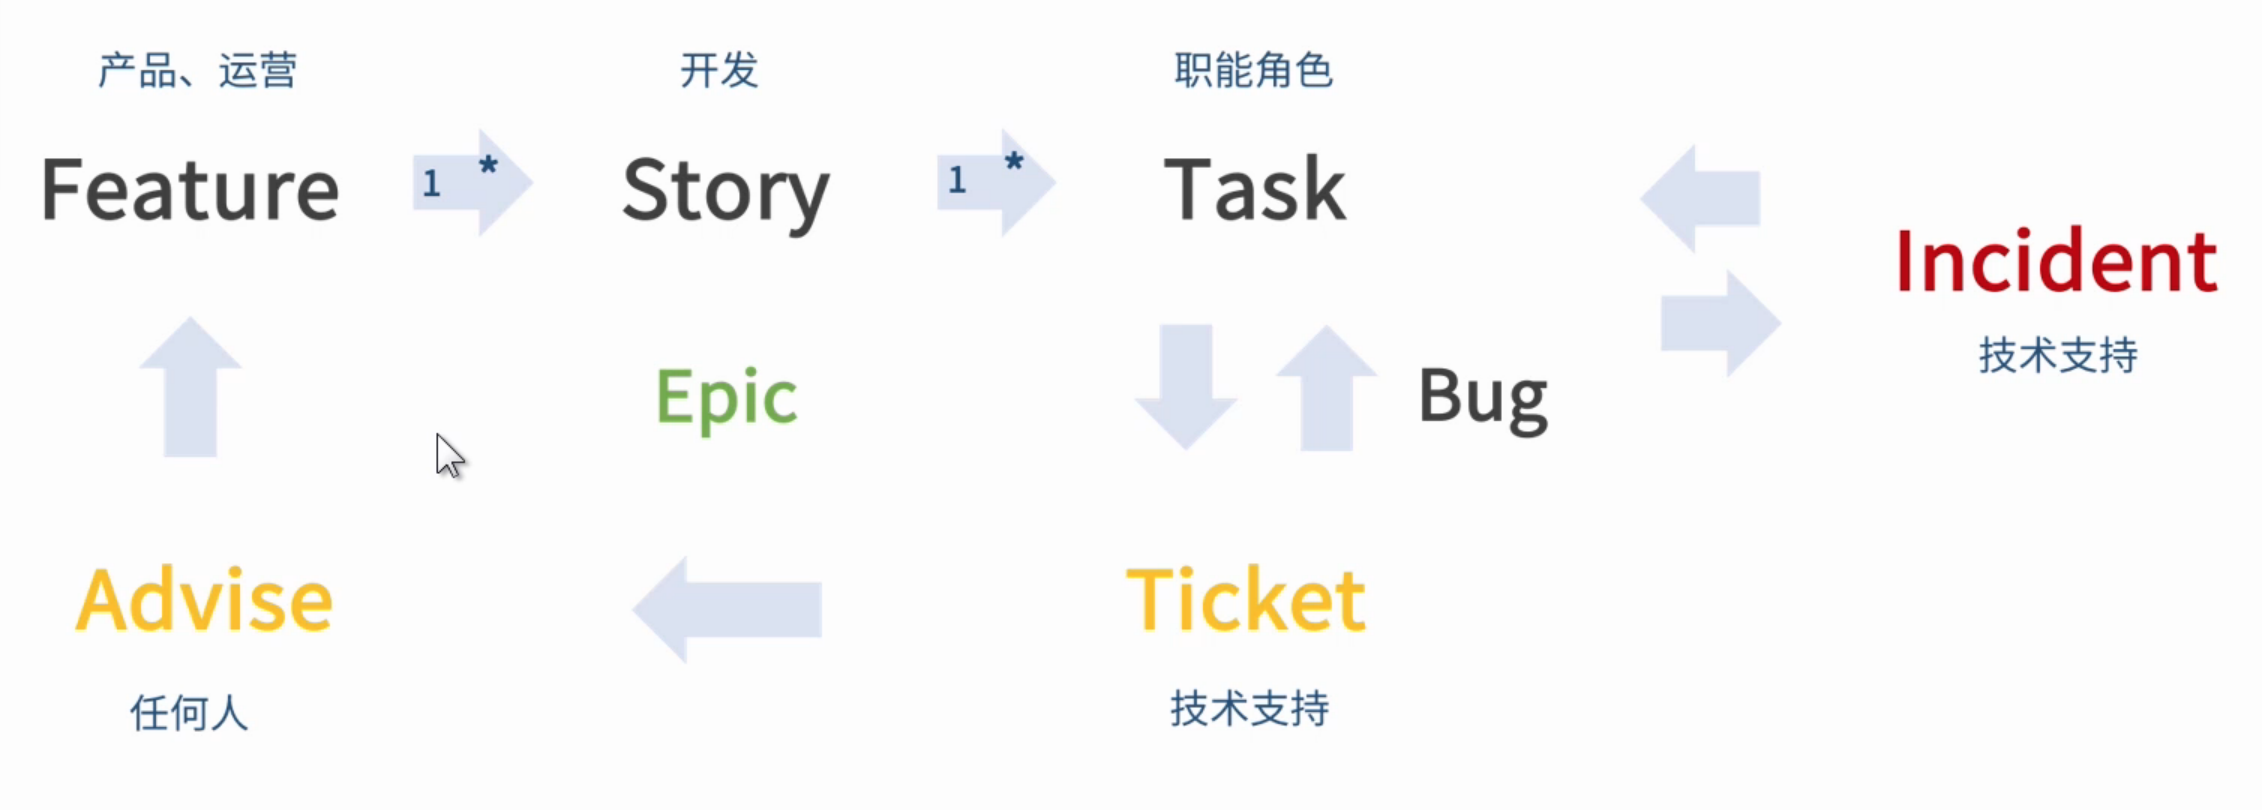 产品、运营
开发
职能角色
Feature
1 *
Story
1 *
Task
Incident
技术支持
Epic
Bug
Advise
Ticket
任何人
技术支持